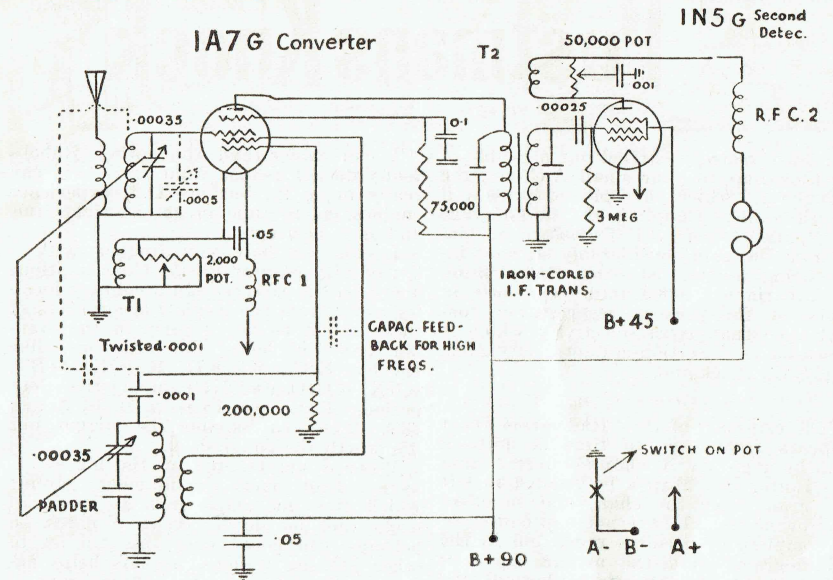 1A7G Converter
1N5G Second
Detec.
T2
50,000 POT
.001
.00035
.00025
0.1
R.F.C.2
.0005
75,000
3 MEG
.05
2,000
POT.
RFC 1
T1
IRON-CORED
I.F. TRANS.
CAPAC. FEED-
BACK FOR HIGH
FREQS.
B+45
Twisted .0001
.0001
200,000
.00035
PADDER
SWITCH ON POT
.05
B+90
A- B- A+